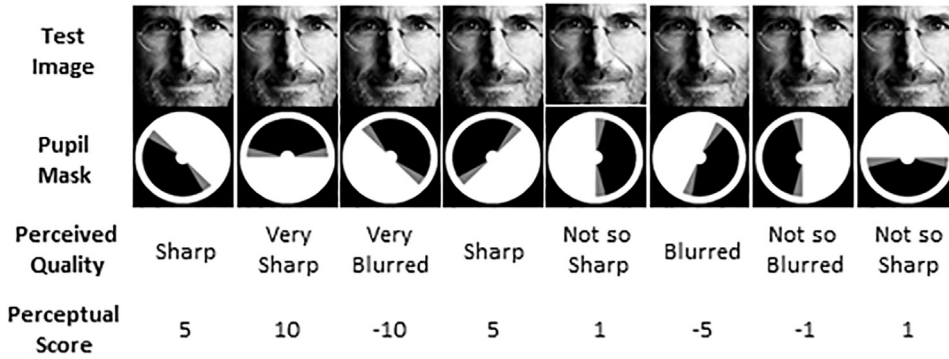 Test
Image
Pupil
Mask
Perceived
Quality
Sharp
Very
Sharp
Very
Blurred
Sharp
Not so
Sharp
Blurred
Not so
Blurred
Not so
Sharp
Perceptual
Score
5
10
-10
5
1
-5
-1
1